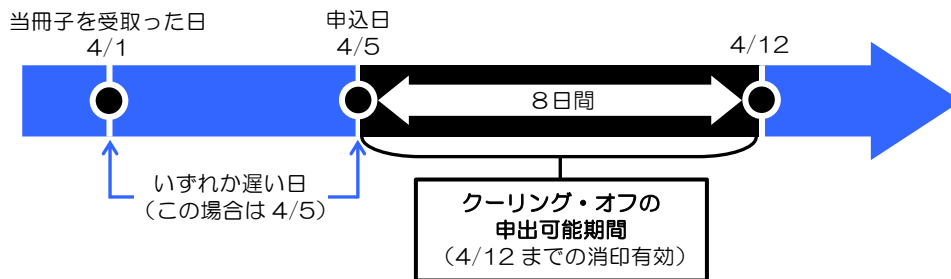 当冊子を受取った日
4/1
申込日
4/5
4/12
8日間
いずれか遅い日
（この場合は 4/5）
クーリング・オフの
申出可能期間
（4/12 までの消印有効）